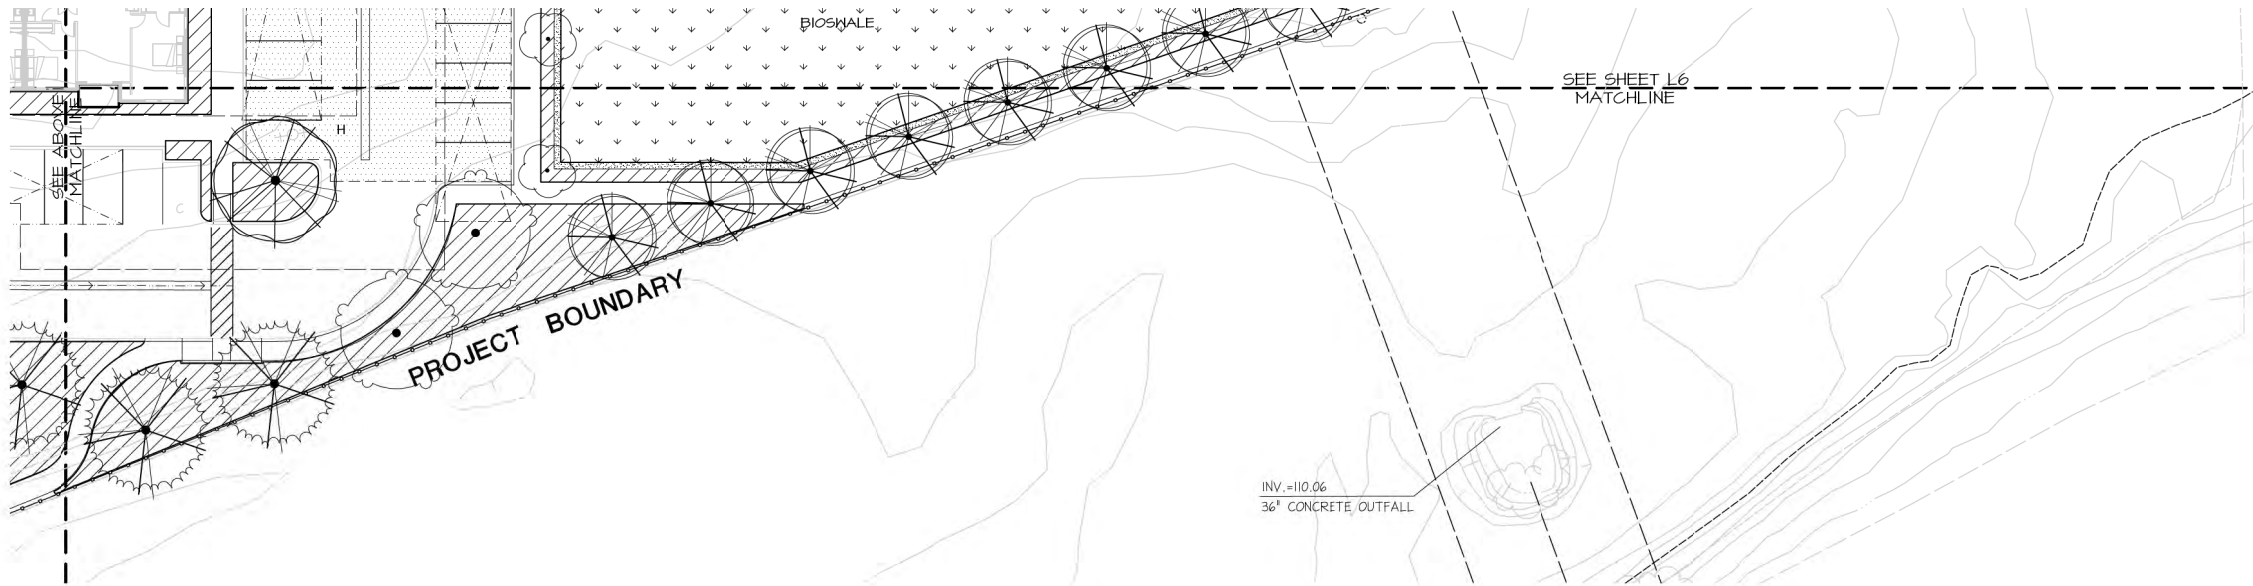 BIOSWALE
SEE SHEET L6
MATCHLINE
SEE ABOVE
MATCHLINE
H
C
PROJECT BOUNDARY
INV.=110.06
36" CONCRETE OUTFALL